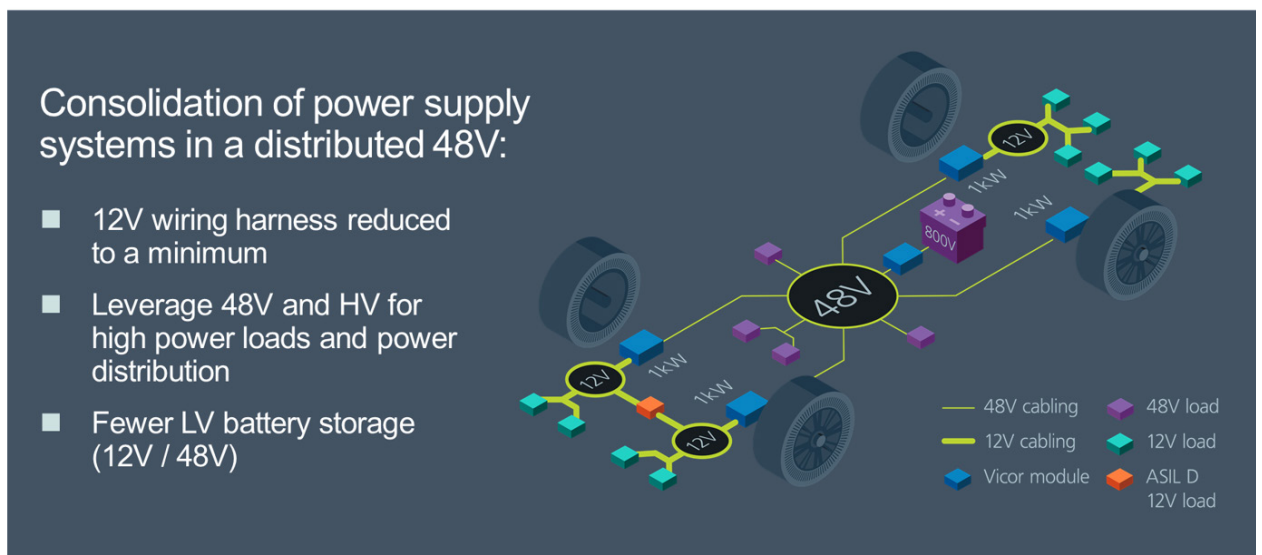 Consolidation of power supply
systems in a distributed 48V:
12V wiring harness reduced
to a minimum
Leverage 48V and HV for
high power loads and power
distribution
Fewer LV battery storage
(12V / 48V)
12V
1kW
1kW
+ -
800V
48V
1kW
12V
1kW
12V
48V cabling
48V load
12V cabling
12V load
Vicor module
ASIL D
12V load